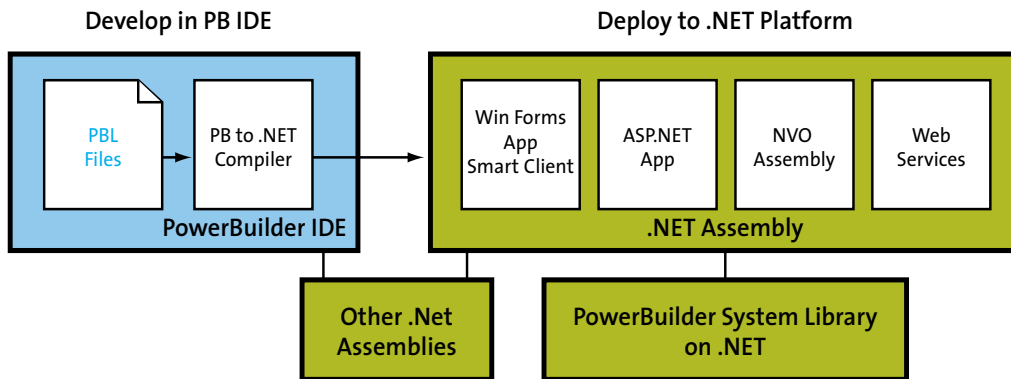 Develop in PB IDE
Deploy to .NET Platform
PBL
Files
PB to .NET
Compiler
PowerBuilder IDE
Win Forms
App
Smart Client
ASP.NET
App
NVO
Assembly
Web
Services
.NET Assembly
Other .Net
Assemblies
PowerBuilder System Library
on .NET